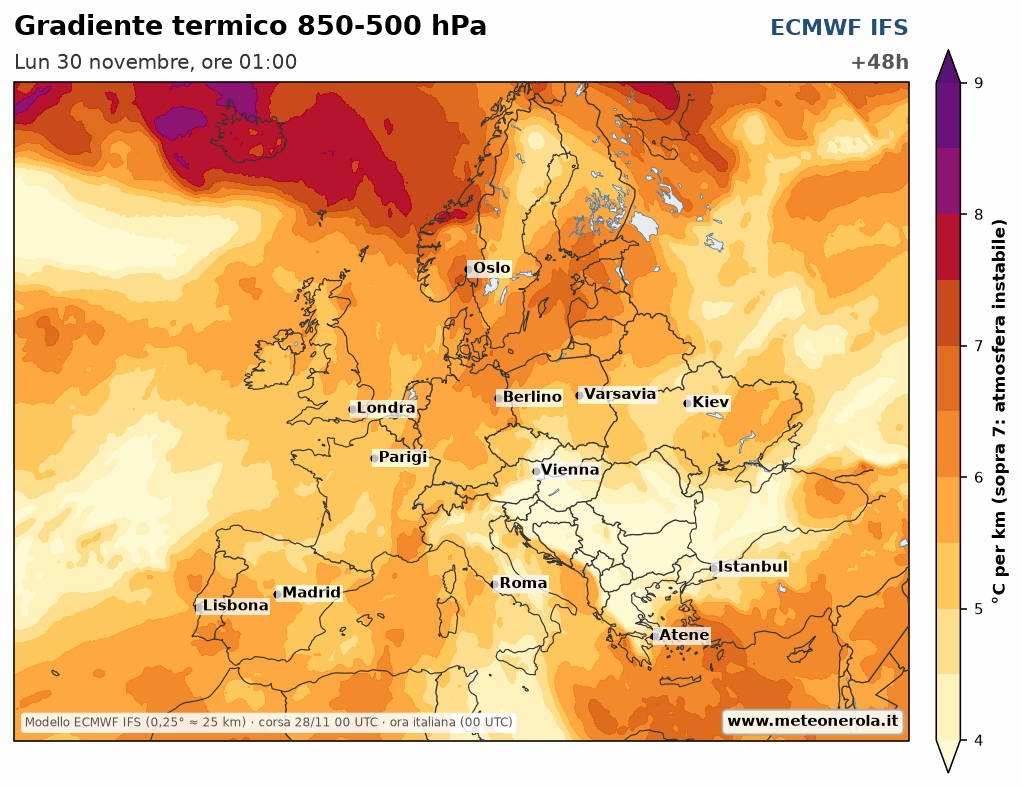 Gradiente termico 850-500 hPa
ECMWF IFS
Lun 30 novembre, ore 01:00
+48h
Oslo
Londra
Berlino
Varsavia
Kiev
Parigi
Vienna
Istanbul
Roma
Madrid
Lisbona
Atene
Modello ECMWF IFS (0,25° ≈ 25 km) · corsa 28/11 00 UTC · ora italiana (00 UTC)
www.meteonerola.it
9
8
7
6
5
4
°C per km (sopra 7: atmosfera instabile)